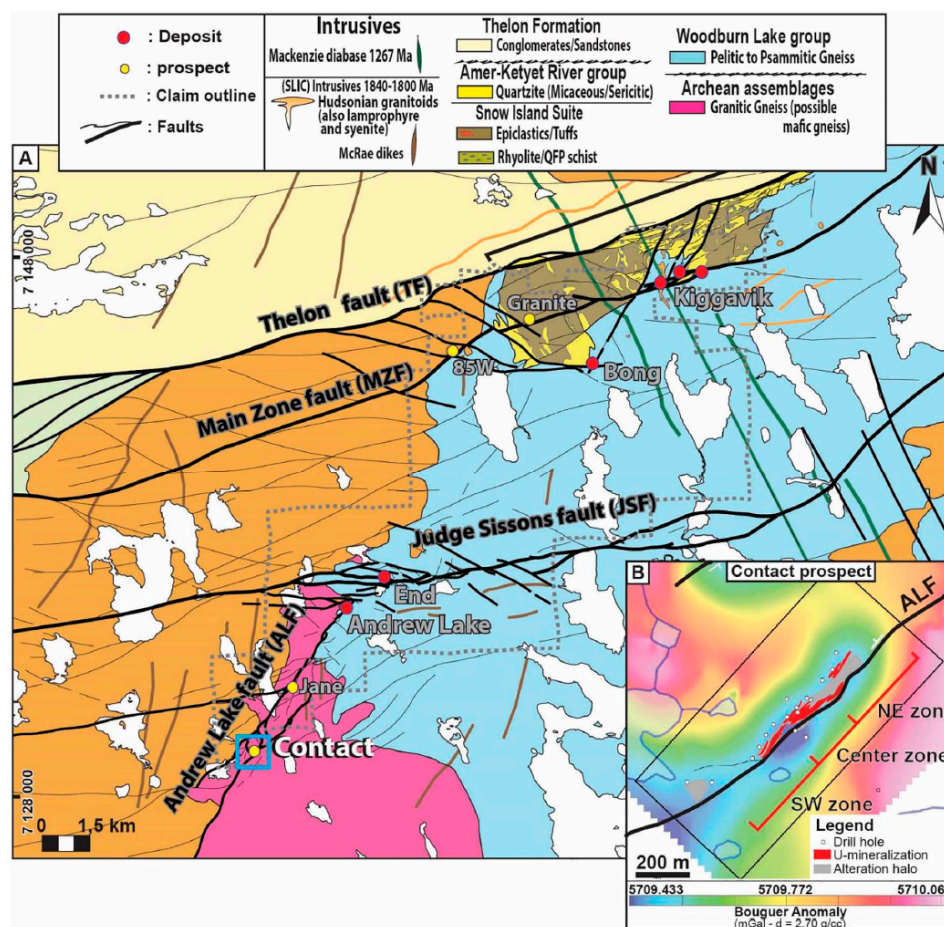 : Deposit
: prospect
: Claim outline
: Faults
Intrusives
Mackenzie diabase 1267 Ma
(SLIC) Intrusives 1840-1800 Ma
Hudsonian granitoids
(also lamprophyre
and syenite)
McRae dikes
Thelon Formation
Conglomerates/Sandstones
Amer-Ketyet River group
Quartzite (Micaceous/Sericitic)
Snow Island Suite
Epiclastics/Tuffs
Rhyolite/QFP schist
Woodburn Lake group
Pelitic to Psammitic Gneiss
Archean assemblages
Granitic Gneiss (possible
mafic gneiss)
A
N
7 148 000
Thelon fault (TF)
Granite
Kiggavik
85W
Bong
Main Zone fault (MZF)
Judge Sissons fault (JSF)
End
Andrew Lake
Andrew Lake fault (ALF)
Jane
Contact
7 128 000
0 1,5 km
B
Contact prospect
ALF
NE zon
Center zone
SW zone
Legend
Drill hole
U-mineralization
Alteration halo
200 m
5709.433 5709.772 5710.06
Bouguer Anomaly
(mGal - d = 2.70 g/cc)